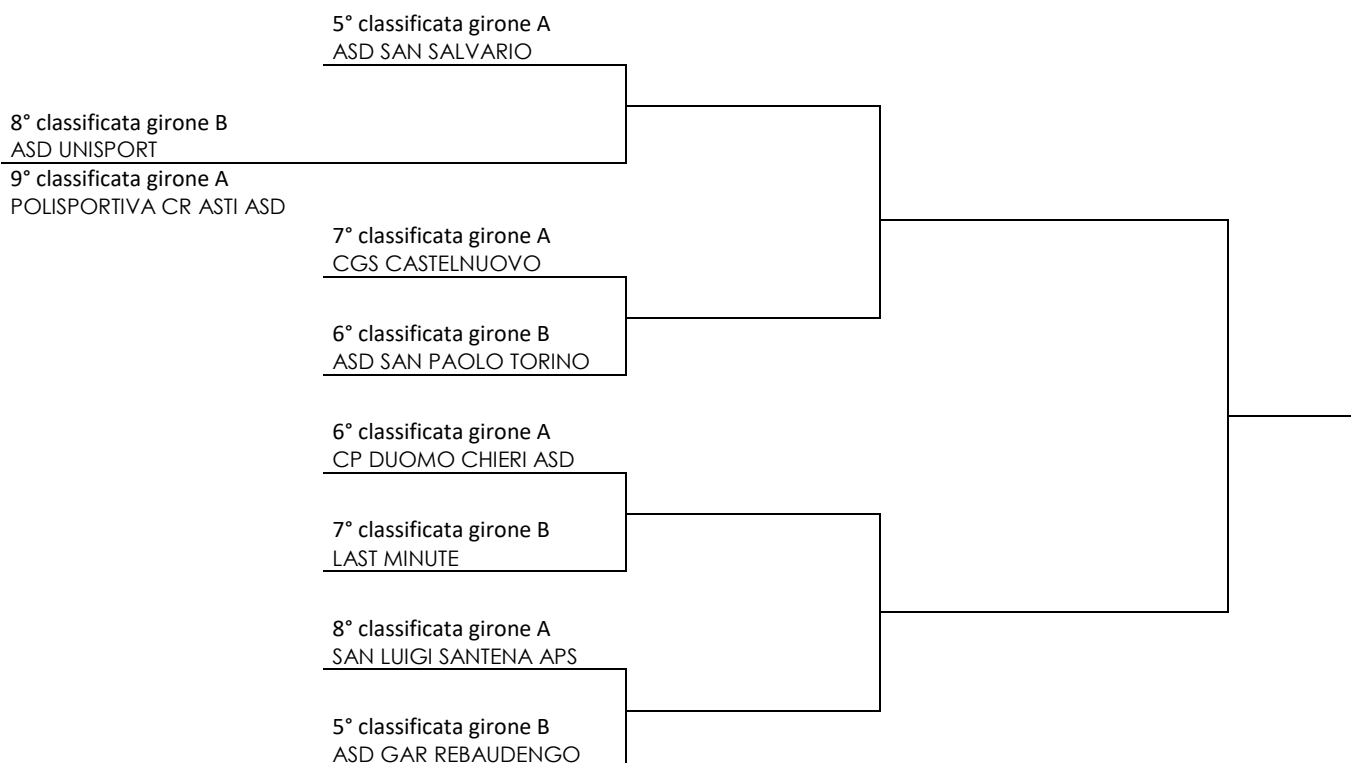 5° classificata girone A
ASD SAN SALVARIO
8° classificata girone B
ASD UNISPORT
9° classificata girone A
POLISPORTIVA CR ASTI ASD
7° classificata girone A
CGS CASTELNUOVO
6° classificata girone B
ASD SAN PAOLO TORINO
6° classificata girone A
CP DUOMO CHIERI ASD
7° classificata girone B
LAST MINUTE
8° classificata girone A
SAN LUIGI SANTENA APS
5° classificata girone B
ASD GAR REBAUDENGO